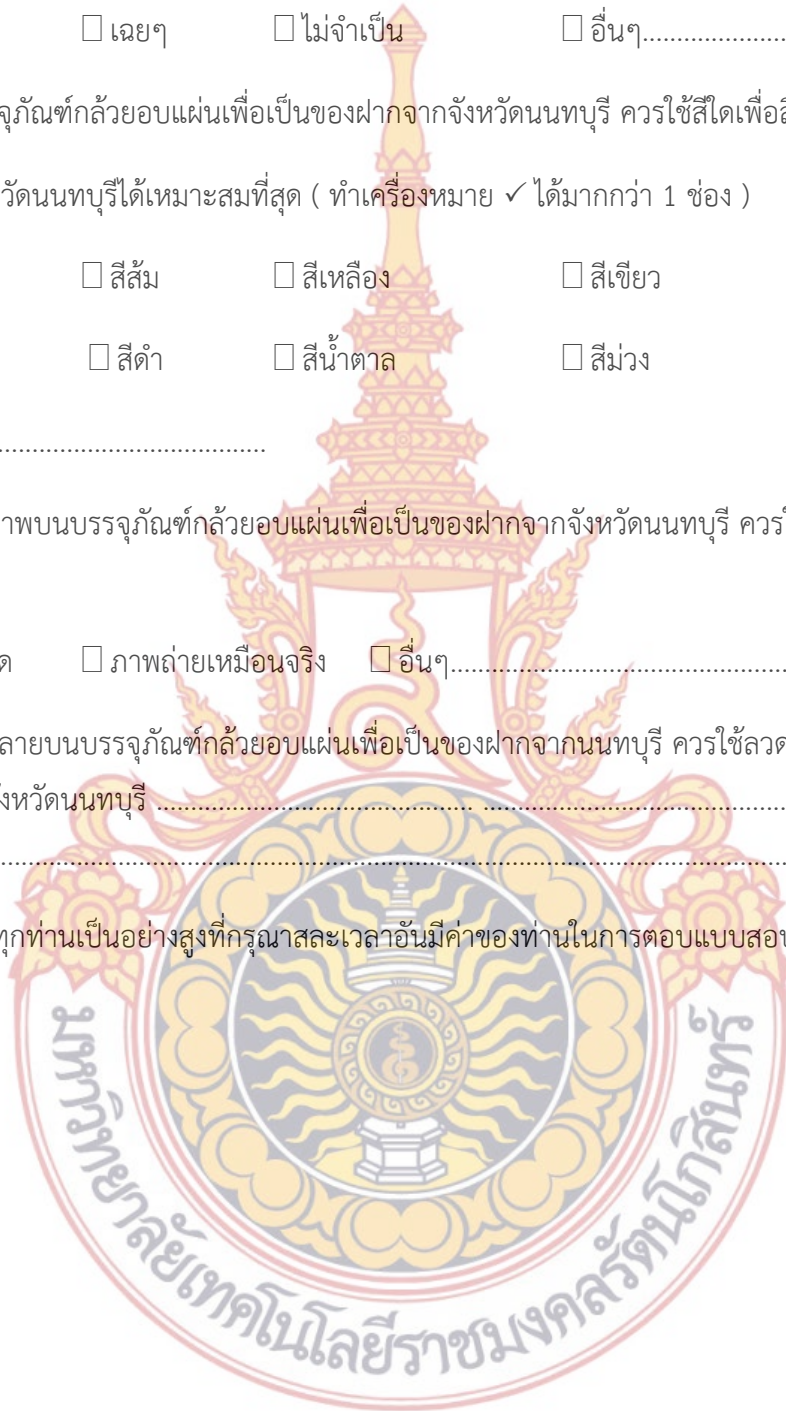 ☐ เฉยๆ ☐ ไม่จำเป็น ☐ อื่นๆ.....................
จุภัณฑ์กล้วยอบแผ่นเพื่อเป็นของฝากจากจังหวัดนนทบุรี ควรใช้สีใดเพื่อสื
วัดนนทบุรีได้เหมาะสมที่สุด ( ทำเครื่องหมาย ✓ ได้มากกว่า 1 ช่อง )
☐ สีส้ม ☐ สีเหลือง ☐ สีเขียว
☐ สีดำ ☐ สีน้ำตาล ☐ สีม่วง
.......................................
าพบนบรรจุภัณฑ์กล้วยอบแผ่นเพื่อเป็นของฝากจากจังหวัดนนทบุรี ควรใ
ด ☐ ภาพถ่ายเหมือนจริง ☐ อื่นๆ.................................................
ลายบนบรรจุภัณฑ์กล้วยอบแผ่นเพื่อเป็นของฝากจากนนทบุรี ควรใช้ลวด
ังหวัดนนทบุรี .............................................. .............................................
....................................................................................................................
ทุกท่านเป็นอย่างสูงที่กรุณาสละเวลาอันมีค่าของท่านในการตอบแบบสอบ
มหาวิทยาลัยเทคโนโลยีราชมงคลรัตนโกสินทร์